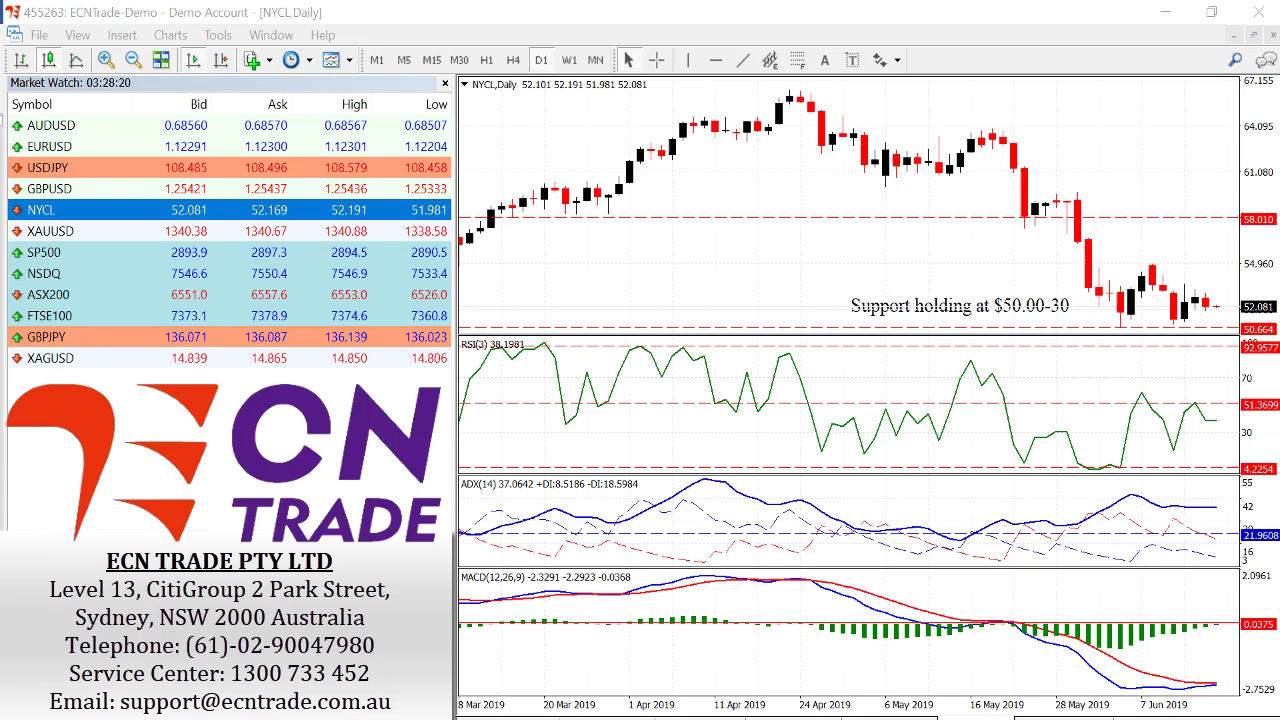 455263: ECNTrade-Demo - Demo Account - [NYCL,Daily]
File View Insert Charts Tools Window Help
M1 M5 M15 M30 H1 H4 D1 W1 MN A T
Market Watch: 03:28:20
Symbol Bid Ask High Low
AUDUSD 0.68560 0.68570 0.68567 0.68507
EURUSD 1.12291 1.12300 1.12301 1.12204
USDJPY 108.485 108.496 108.579 108.458
GBPUSD 1.25421 1.25437 1.25436 1.25333
NYCL 52.081 52.169 52.191 51.981
XAUUSD 1340.38 1340.67 1340.88 1338.58
SP500 2893.9 2897.3 2894.5 2890.5
NSDQ 7546.6 7550.4 7546.9 7533.4
ASX200 6551.0 6557.6 6553.0 6526.0
FTSE100 7373.1 7378.9 7374.6 7360.8
GBPJPY 136.071 136.087 136.139 136.023
XAGUSD 14.839 14.865 14.850 14.806
ECN
TRADE
ECN TRADE PTY LTD
Level 13, CitiGroup 2 Park Street,
Sydney, NSW 2000 Australia
Telephone: (61)-02-90047980
Service Center: 1300 733 452
Email: support@ecntrade.com.au
NYCL,Daily 52.101 52.191 51.981 52.081
67.155
64.095
61.080
58.010
54.960
Support holding at $50.00-30
52.081
50.664
RSI(3) 38.1981
92.9577
70
51.3699
30
4.2254
ADX(14) 37.0642 +DI:8.5186 -DI:18.5984
55
42
21.9608
16
3
MACD(12,26,9) -2.3291 -2.2923 -0.0368
2.0961
0.0375
-2.7529
8 Mar 2019 20 Mar 2019 1 Apr 2019 11 Apr 2019 24 Apr 2019 6 May 2019 16 May 2019 28 May 2019 7 Jun 2019